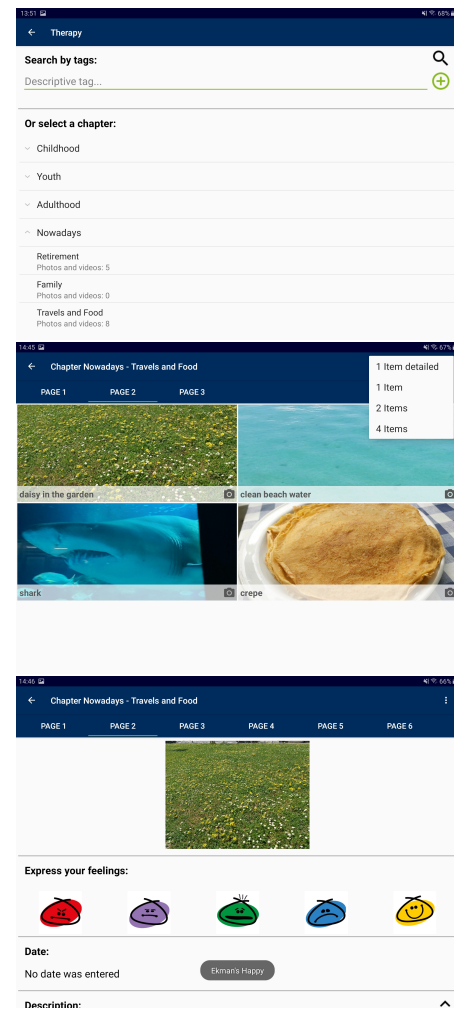 13:51 68%
Therapy
Search by tags:
Descriptive tag...
Or select a chapter:
Childhood
Youth
Adulthood
Nowadays
Retirement
Photos and videos: 5
Family
Photos and videos: 0
Travels and Food
Photos and videos: 8
14:45 67%
Chapter Nowadays - Travels and Food
1 Item detailed
1 Item
2 Items
4 Items
PAGE 1 PAGE 2 PAGE 3
daisy in the garden
clean beach water
shark
crepe
14:46 66%
Chapter Nowadays - Travels and Food
PAGE 1 PAGE 2 PAGE 3 PAGE 4 PAGE 5 PAGE 6
Express your feelings:
Date:
No date was entered
Ekman's Happy
Description: